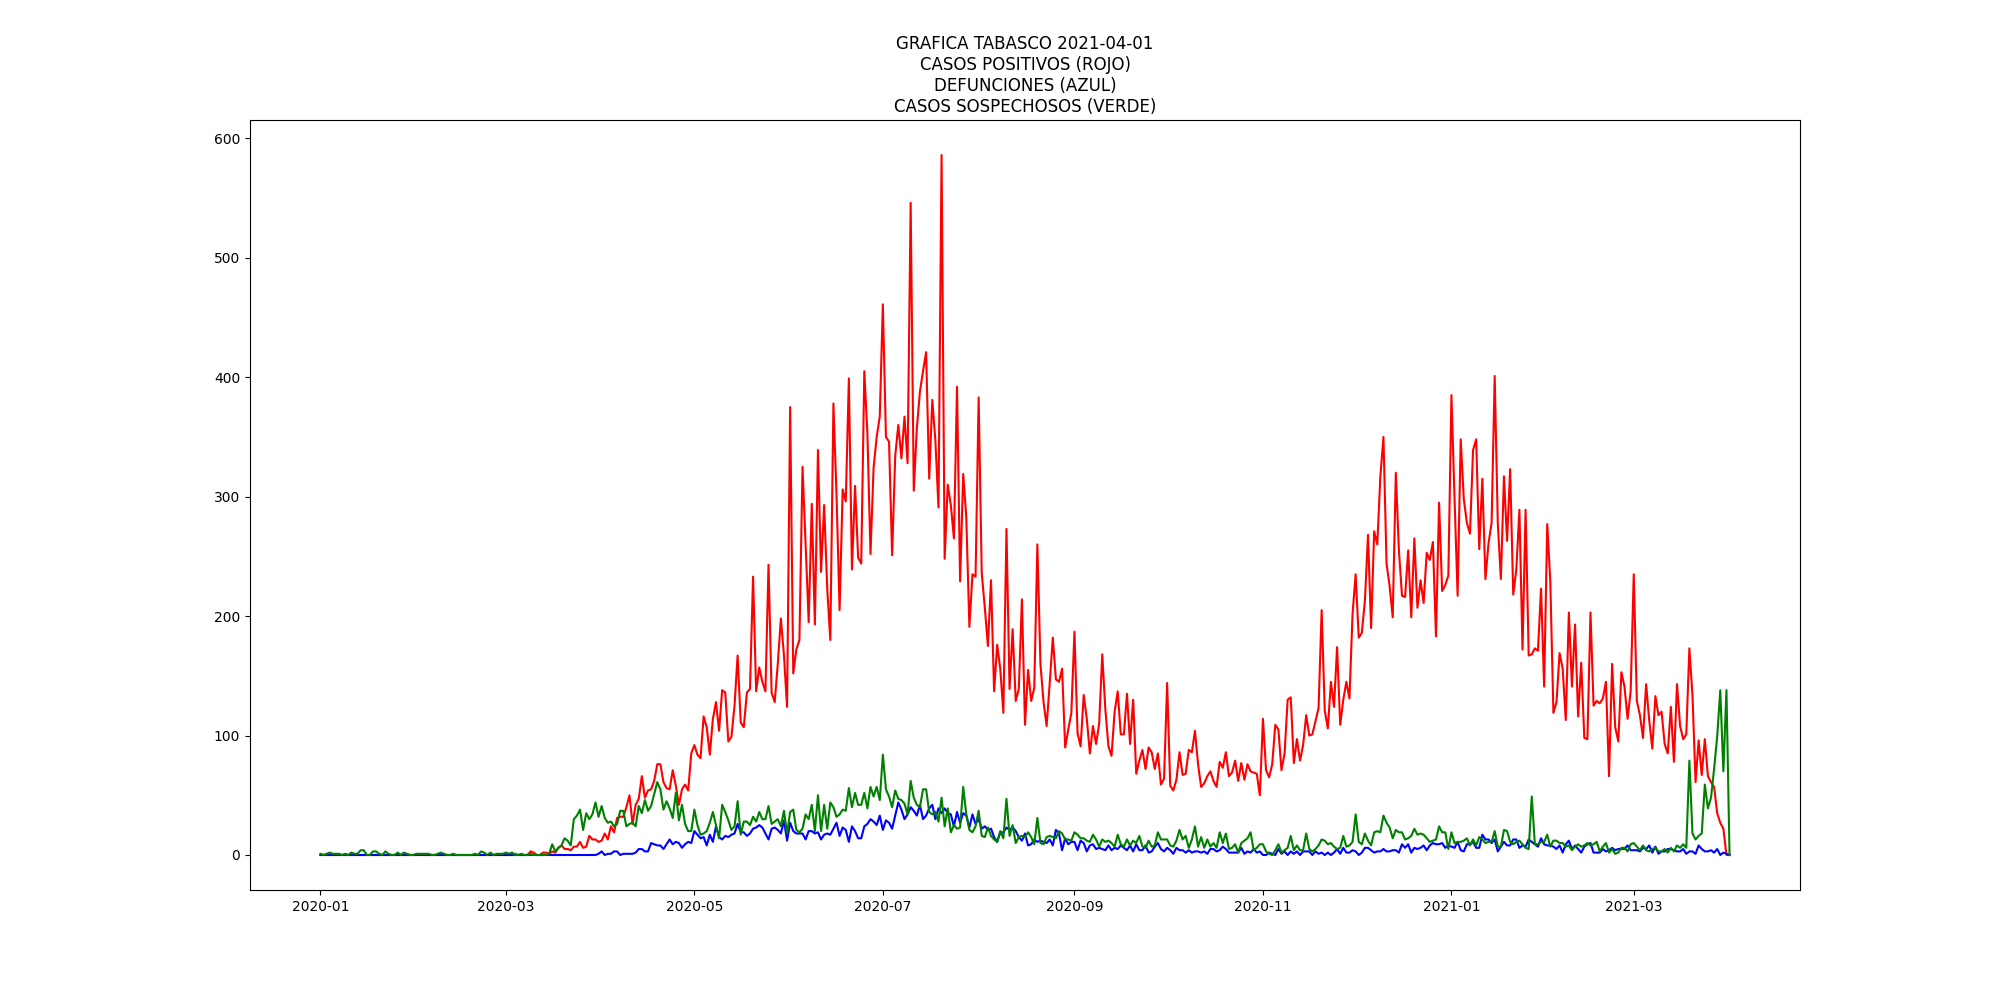 GRAFICA TABASCO 2021-04-01
CASOS POSITIVOS (ROJO)
DEFUNCIONES (AZUL)
CASOS SOSPECHOSOS (VERDE)
600
500
400
300
200
100
0
2020-01 2020-03 2020-05 2020-07 2020-09 2020-11 2021-01 2021-03